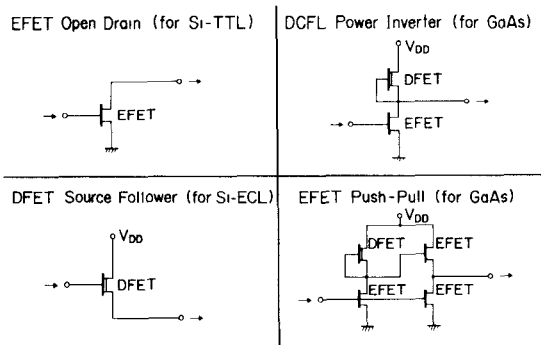 EFET Open Drain (for Si-TTL)
EFET
DCFL Power Inverter (for GaAs)
VDD
DFET
EFET
DFET Source Follower (for Si-ECL)
VDD
DFET
EFET Push-Pull (for GaAs)
VDD
DFET EFET
EFET EFET